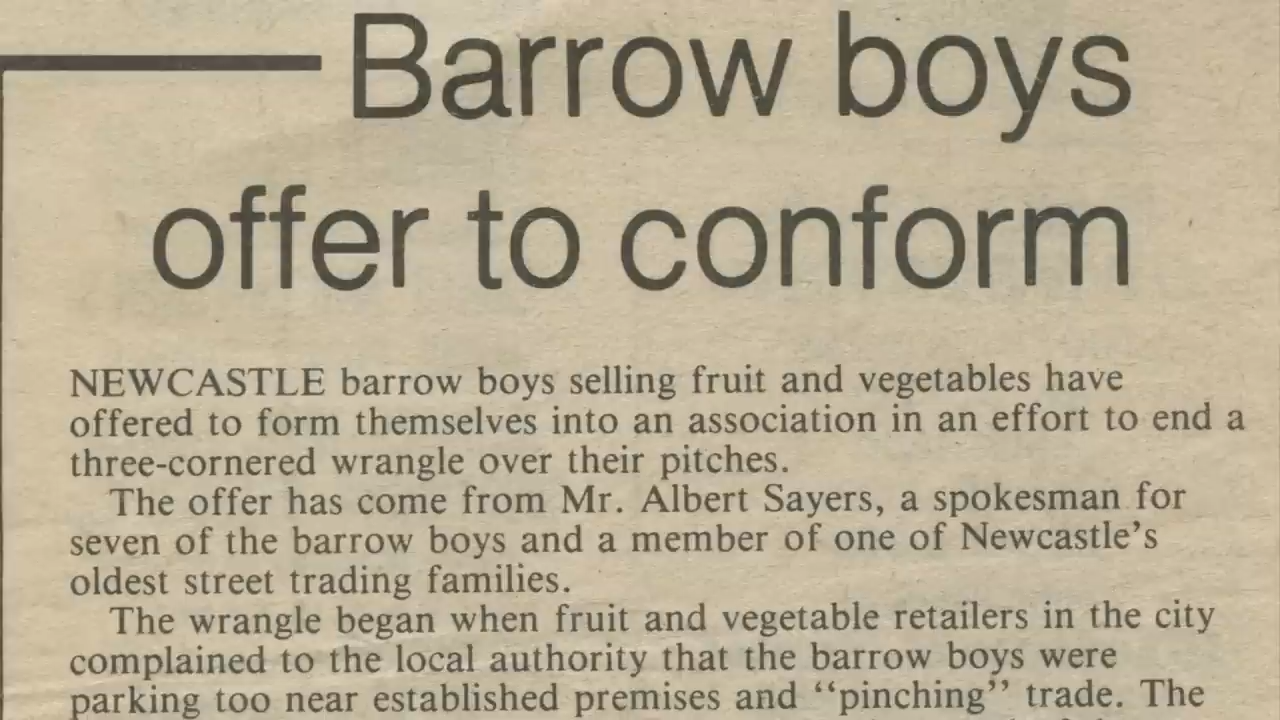 Barrow boys
offer to conform
NEWCASTLE barrow boys selling fruit and vegetables have
offered to form themselves into an association in an effort to end a
three-cornered wrangle over their pitches.
The offer has come from Mr. Albert Sayers, a spokesman for
seven of the barrow boys and a member of one of Newcastle's
oldest street trading families.
The wrangle began when fruit and vegetable retailers in the city
complained to the local authority that the barrow boys were
parking too near established premises and “pinching” trade. The